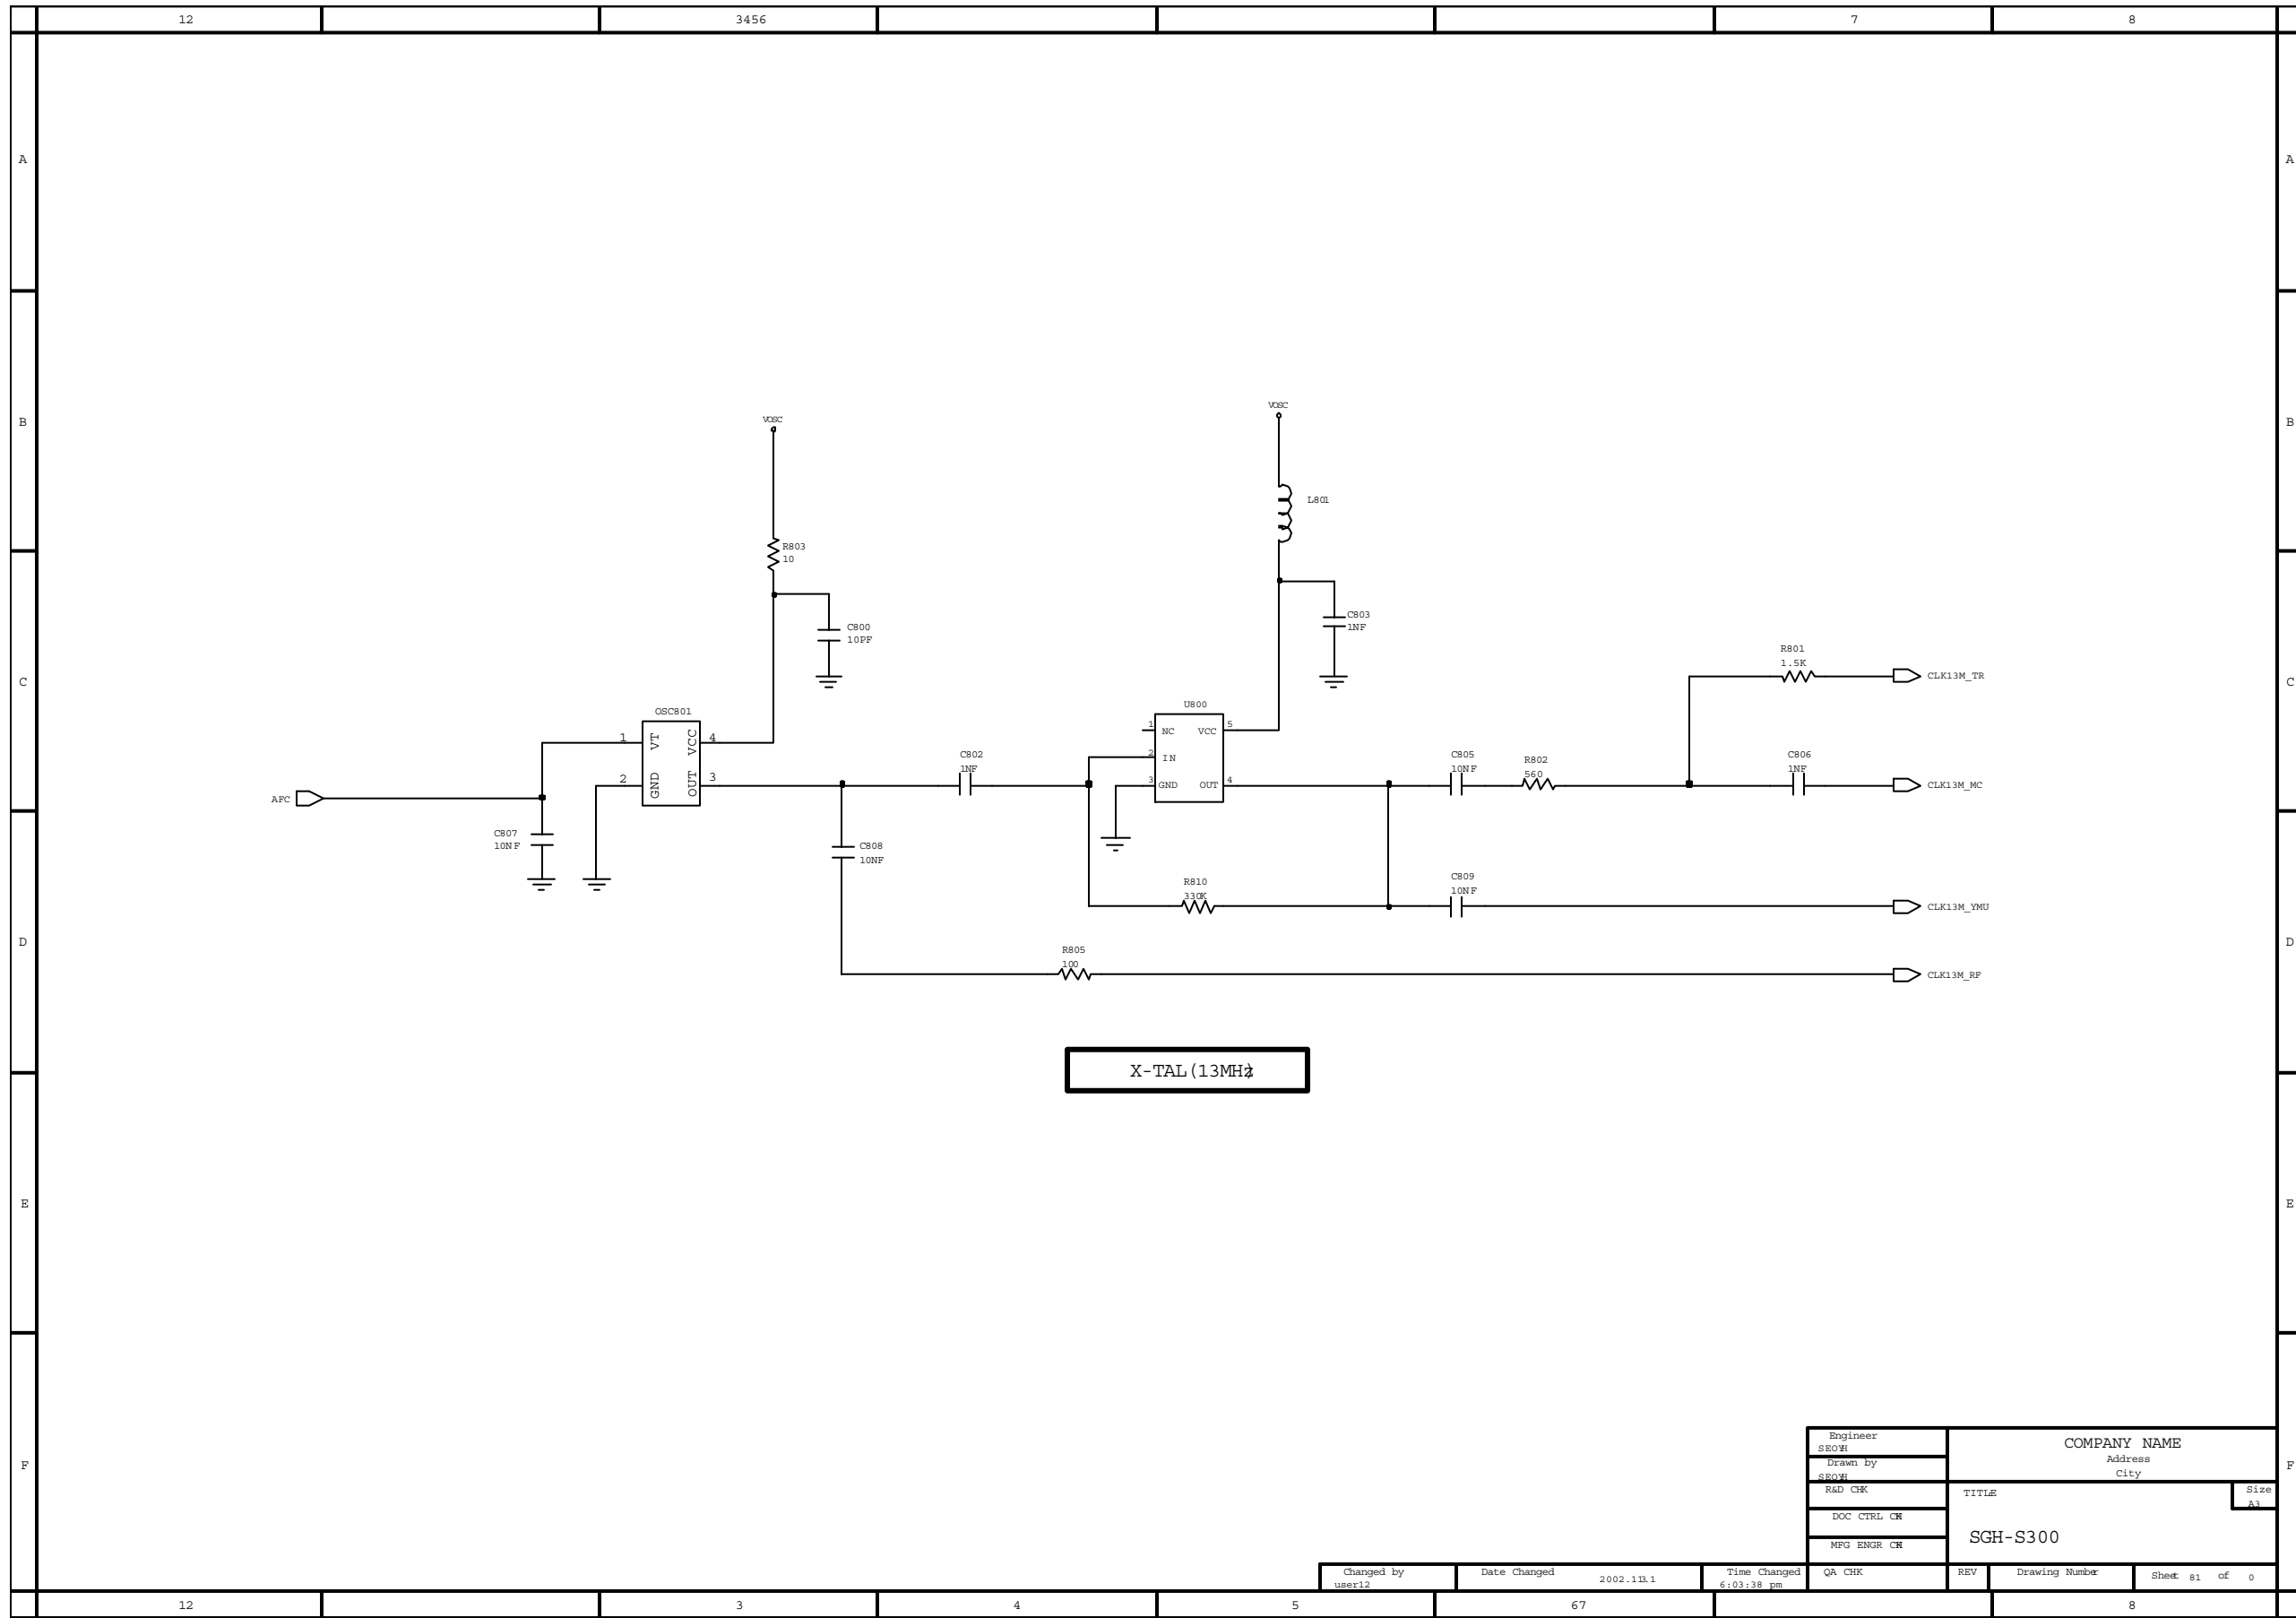 12
3456
7
8
A
A
B
B
C
C
D
D
E
E
F
F
VOSC
VOSC
L801
R803
10
C800
10PF
C803
1NF
R801
1.5K
CLK13M_TR
OSC801
1
VT
VCC
4
2
GND
OUT
3
U800
1
NC
VCC
5
2
IN
3
GND
OUT
4
C802
1NF
C805
10NF
R802
560
C806
1NF
CLK13M_MC
AFC
C807
10NF
C808
10NF
R810
330K
C809
10NF
CLK13M_YMU
R805
100
CLK13M_RF
X-TAL(13MHz)
Engineer
SEOYH
Drawn by
SEOYH
R&D CHK
DOC CTRL CHK
MFG ENGR CHK
QA CHK
COMPANY NAME
Address
City
TITLE
Size
A3
SGH-S300
Changed by
user12
Date Changed
Time Changed
6:03:38 pm
REV
Drawing Number
Sheet 81 of 0
12
3
4
5
67
8